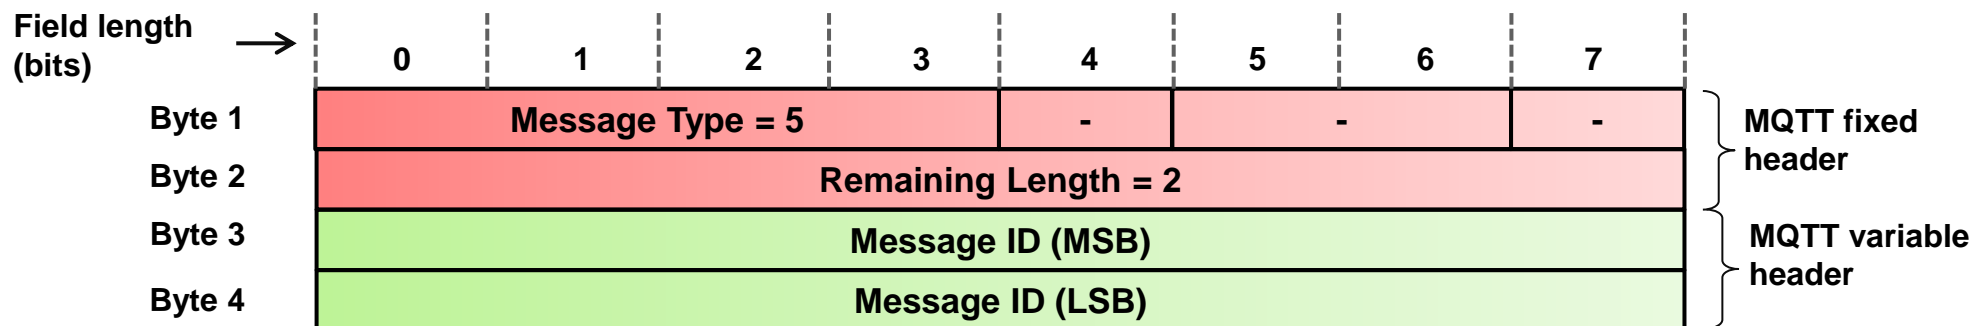 Field length
(bits)
0 1 2 3 4 5 6 7
Byte 1 Message Type = 5 - - - MQTT fixed
header
Byte 2 Remaining Length = 2
Byte 3 Message ID (MSB) MQTT variable
header
Byte 4 Message ID (LSB)